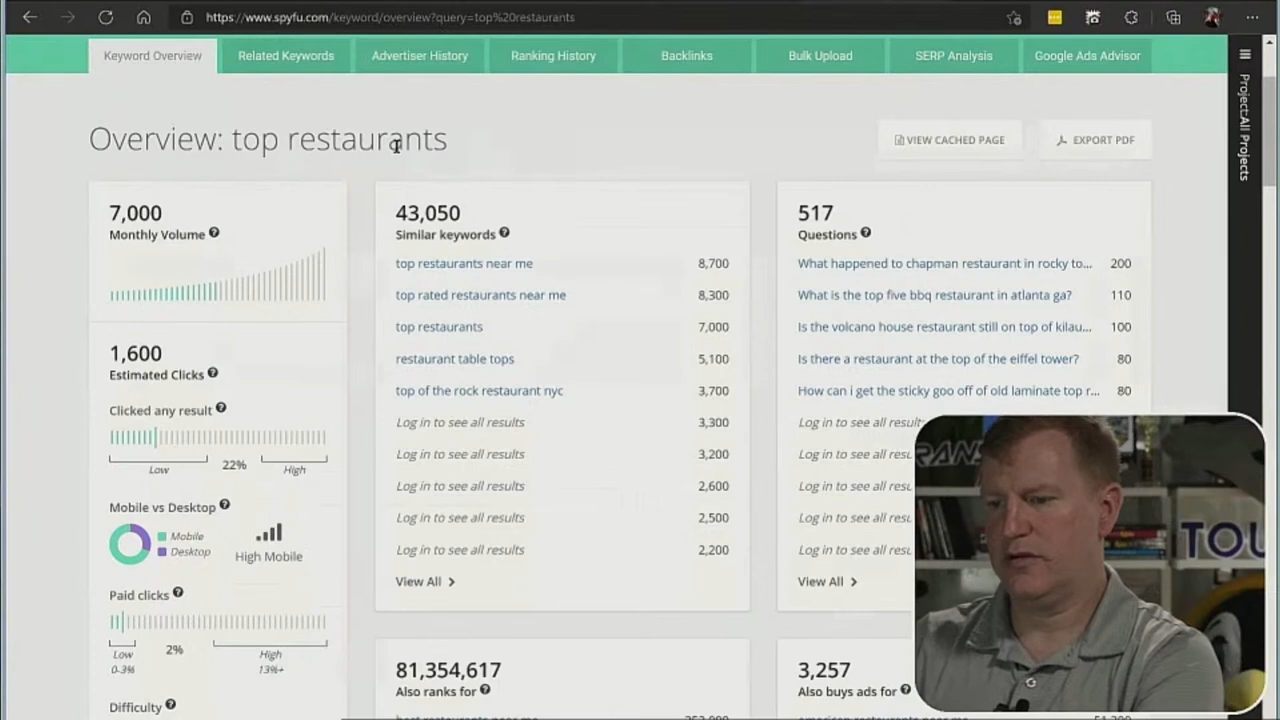 https://www.spyfu.com/keyword/overview?query=top%20restaurants
Keyword Overview
Related Keywords
Advertiser History
Ranking History
Backlinks
Bulk Upload
SERP Analysis
Google Ads Advisor
Project:All Projects
Overview: top restaurants
VIEW CACHED PAGE
EXPORT PDF
7,000
Monthly Volume
1,600
Estimated Clicks
Clicked any result
Low
22%
High
Mobile vs Desktop
Mobile
Desktop
High Mobile
Paid clicks
Low
0-3%
2%
High
13%+
Difficulty
43,050
Similar keywords
top restaurants near me 8,700
top rated restaurants near me 8,300
top restaurants 7,000
restaurant table tops 5,100
top of the rock restaurant nyc 3,700
Log in to see all results 3,300
Log in to see all results 3,200
Log in to see all results 2,600
Log in to see all results 2,500
Log in to see all results 2,200
View All
517
Questions
What happened to chapman restaurant in rocky to... 200
What is the top five bbq restaurant in atlanta ga? 110
Is the volcano house restaurant still on top of kilau... 100
Is there a restaurant at the top of the eiffel tower? 80
How can i get the sticky goo off of old laminate top r... 80
Log in to see all result
Log in to see all resu
Log in to see all resu
Log in to see all resu
Log in to see all resu
View All
81,354,617
Also ranks for
3,257
Also buys ads for
TOU